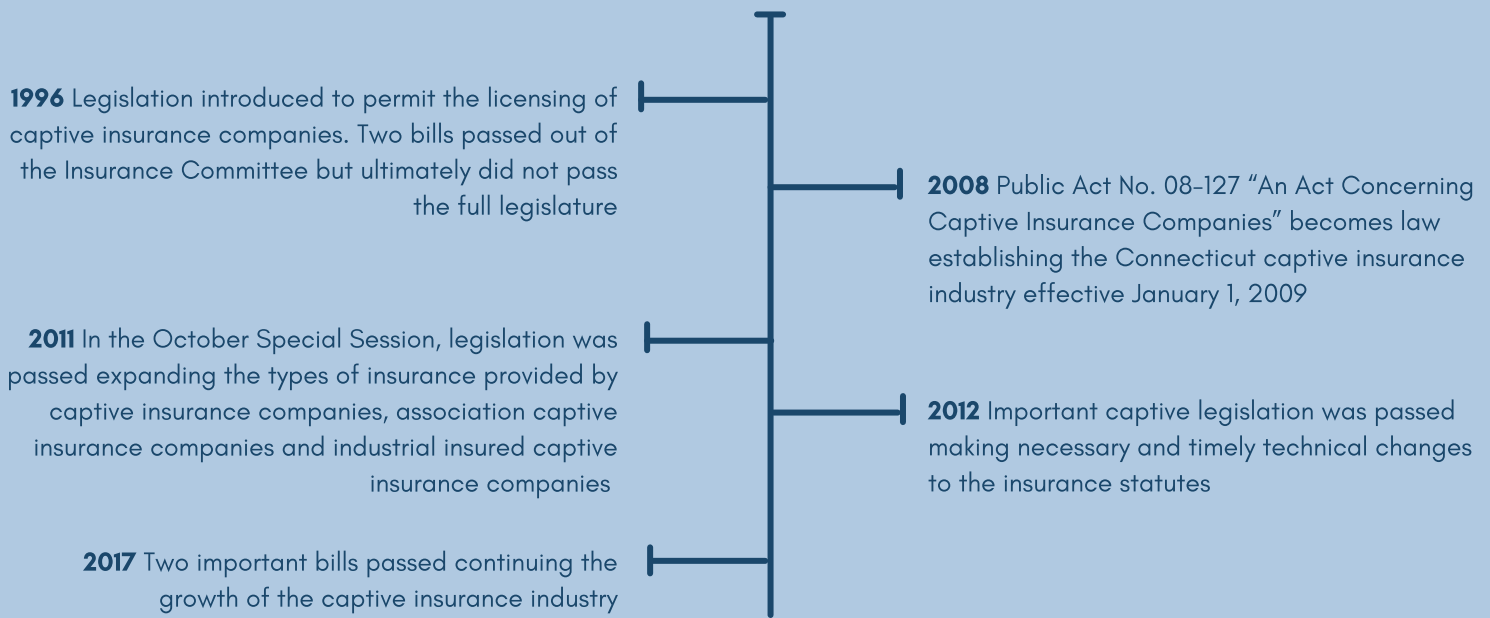 1996 Legislation introduced to permit the licensing of
captive insurance companies. Two bills passed out of
the Insurance Committee but ultimately did not pass
the full legislature
2008 Public Act No. 08-127 “An Act Concerning
Captive Insurance Companies” becomes law
establishing the Connecticut captive insurance
industry effective January 1, 2009
2011 In the October Special Session, legislation was
passed expanding the types of insurance provided by
captive insurance companies, association captive
insurance companies and industrial insured captive
insurance companies
2012 Important captive legislation was passed
making necessary and timely technical changes
to the insurance statutes
2017 Two important bills passed continuing the
growth of the captive insurance industry